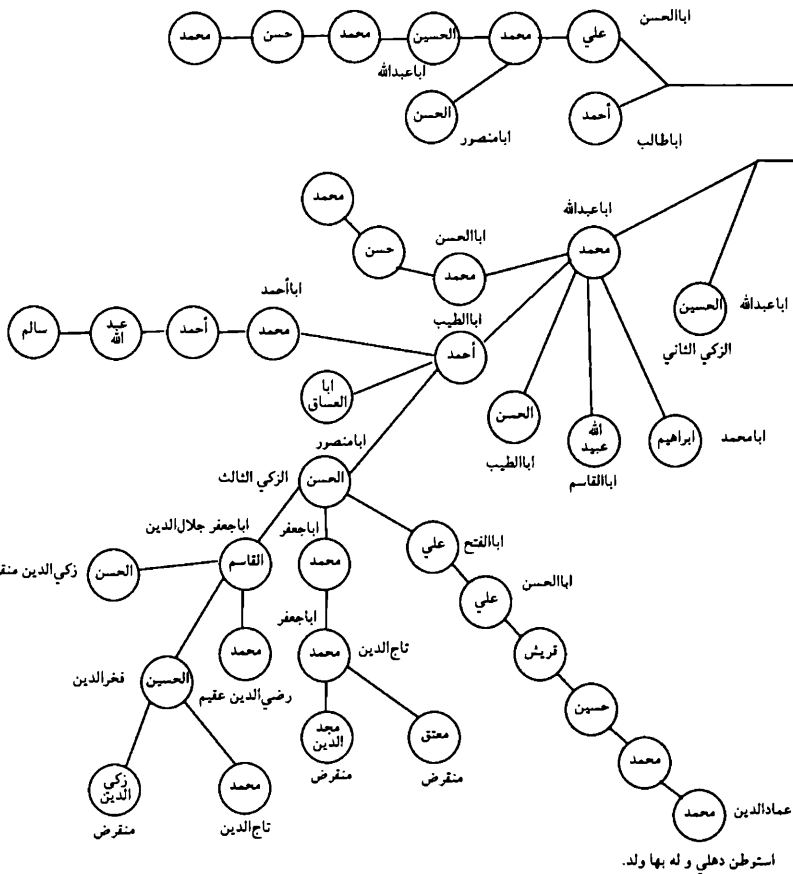 اباالحسن
علي
محمد
الحسين
محمد
حسن
محمد
اباعبدالله
أحمد
اباطالب
الحسن
ابامنصور
محمد
اباعبدالله
محمد
حسن
اباالحسن
محمد
اباعبدالله
الحسين
الزكي الثاني
اباأحمد
محمد
أحمد
عبد
الله
سالم
اباالطيب
أحمد
ابا
العساق
الحسن
اباالطيب
الله
عبيد
اباالقاسم
ابامحمد
ابراهيم
ابامنصور
الحسن
الزكي الثالث
اباالفتح
علي
اباجعفر
محمد
اباجعفر جلال‌الدين
القاسم
الحسن
زكي‌الدين
اباالحسن
علي
اباجعفر
محمد
تاج‌الدين
محمد
رضي‌الدين عقيم
قريش
فخرالدين
الحسين
حسين
مجد
الدين
منقرض
معتق
منقرض
محمد
زكي
الدين
منقرض
محمد
تاج‌الدين
عمادالدين
محمد
استوطن دهلي و له بها ولد.